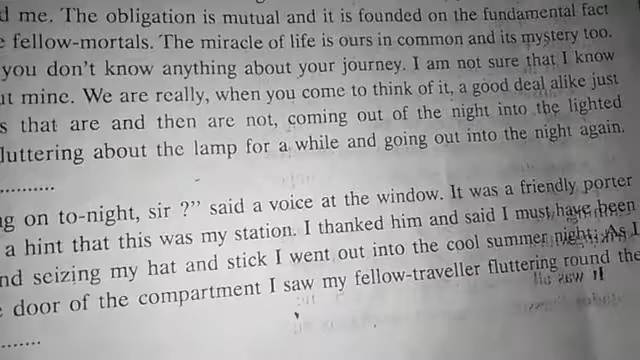 d me. The obligation is mutual and it is founded on the fundamental fact
e fellow-mortals. The miracle of life is ours in common and its mystery too.
you don't know anything about your journey. I am not sure that I know
ut mine. We are really, when you come to think of it, a good deal alike just
s that are and then are not, coming out of the night into the lighted
luttering about the lamp for a while and going out into the night again.
...........
ng on to-night, sir ?" said a voice at the window. It was a friendly porter
a hint that this was my station. I thanked him and said I must have been
nd seizing my hat and stick I went out into the cool summer night. As I
e door of the compartment I saw my fellow-traveller fluttering round the
........